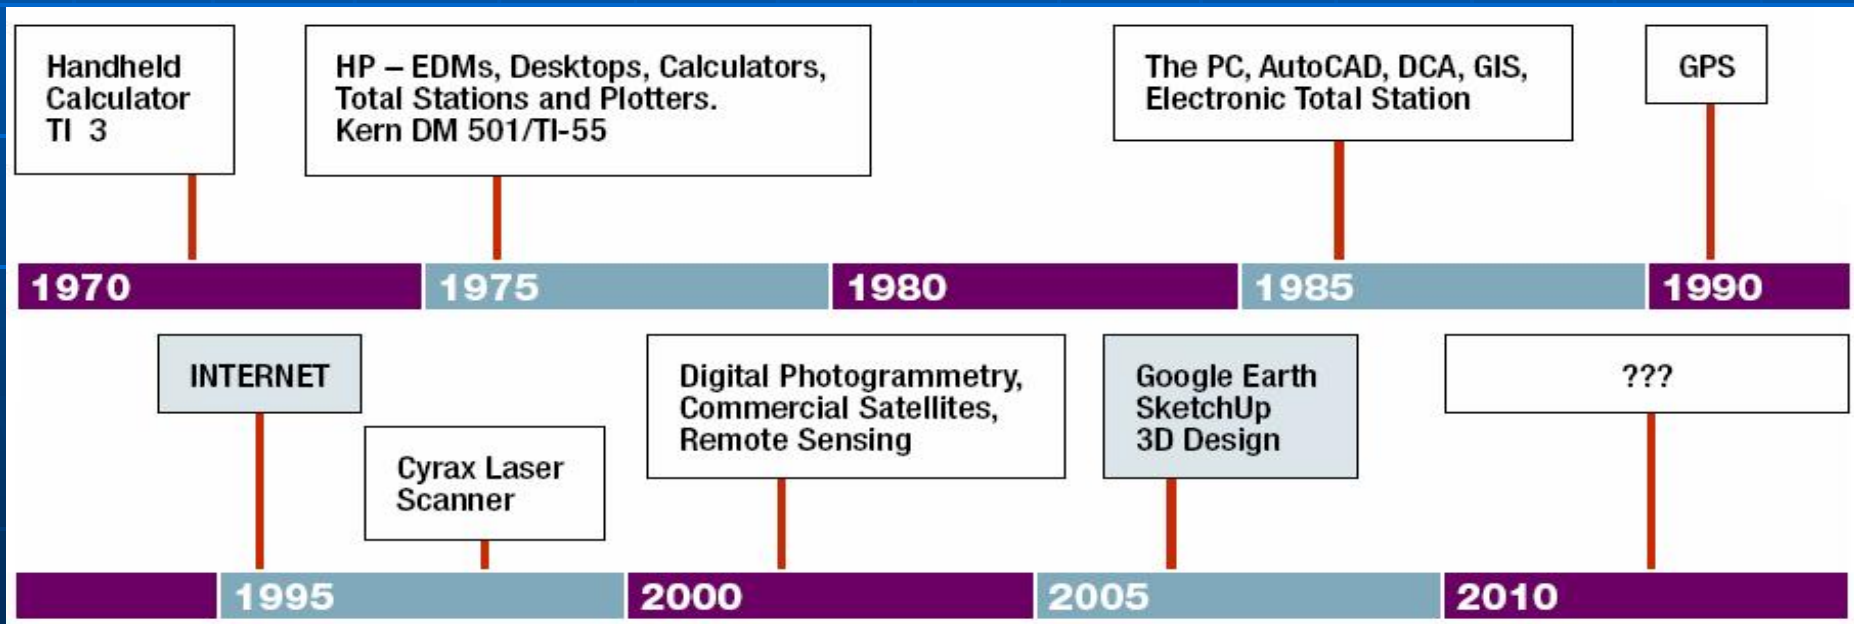 Handheld
Calculator
TI 3
HP – EDMs, Desktops, Calculators,
Total Stations and Plotters.
Kern DM 501/TI-55
The PC, AutoCAD, DCA, GIS,
Electronic Total Station
GPS
1970
1975
1980
1985
1990
INTERNET
Cyrax Laser
Scanner
Digital Photogrammetry,
Commercial Satellites,
Remote Sensing
Google Earth
SketchUp
3D Design
???
1995
2000
2005
2010